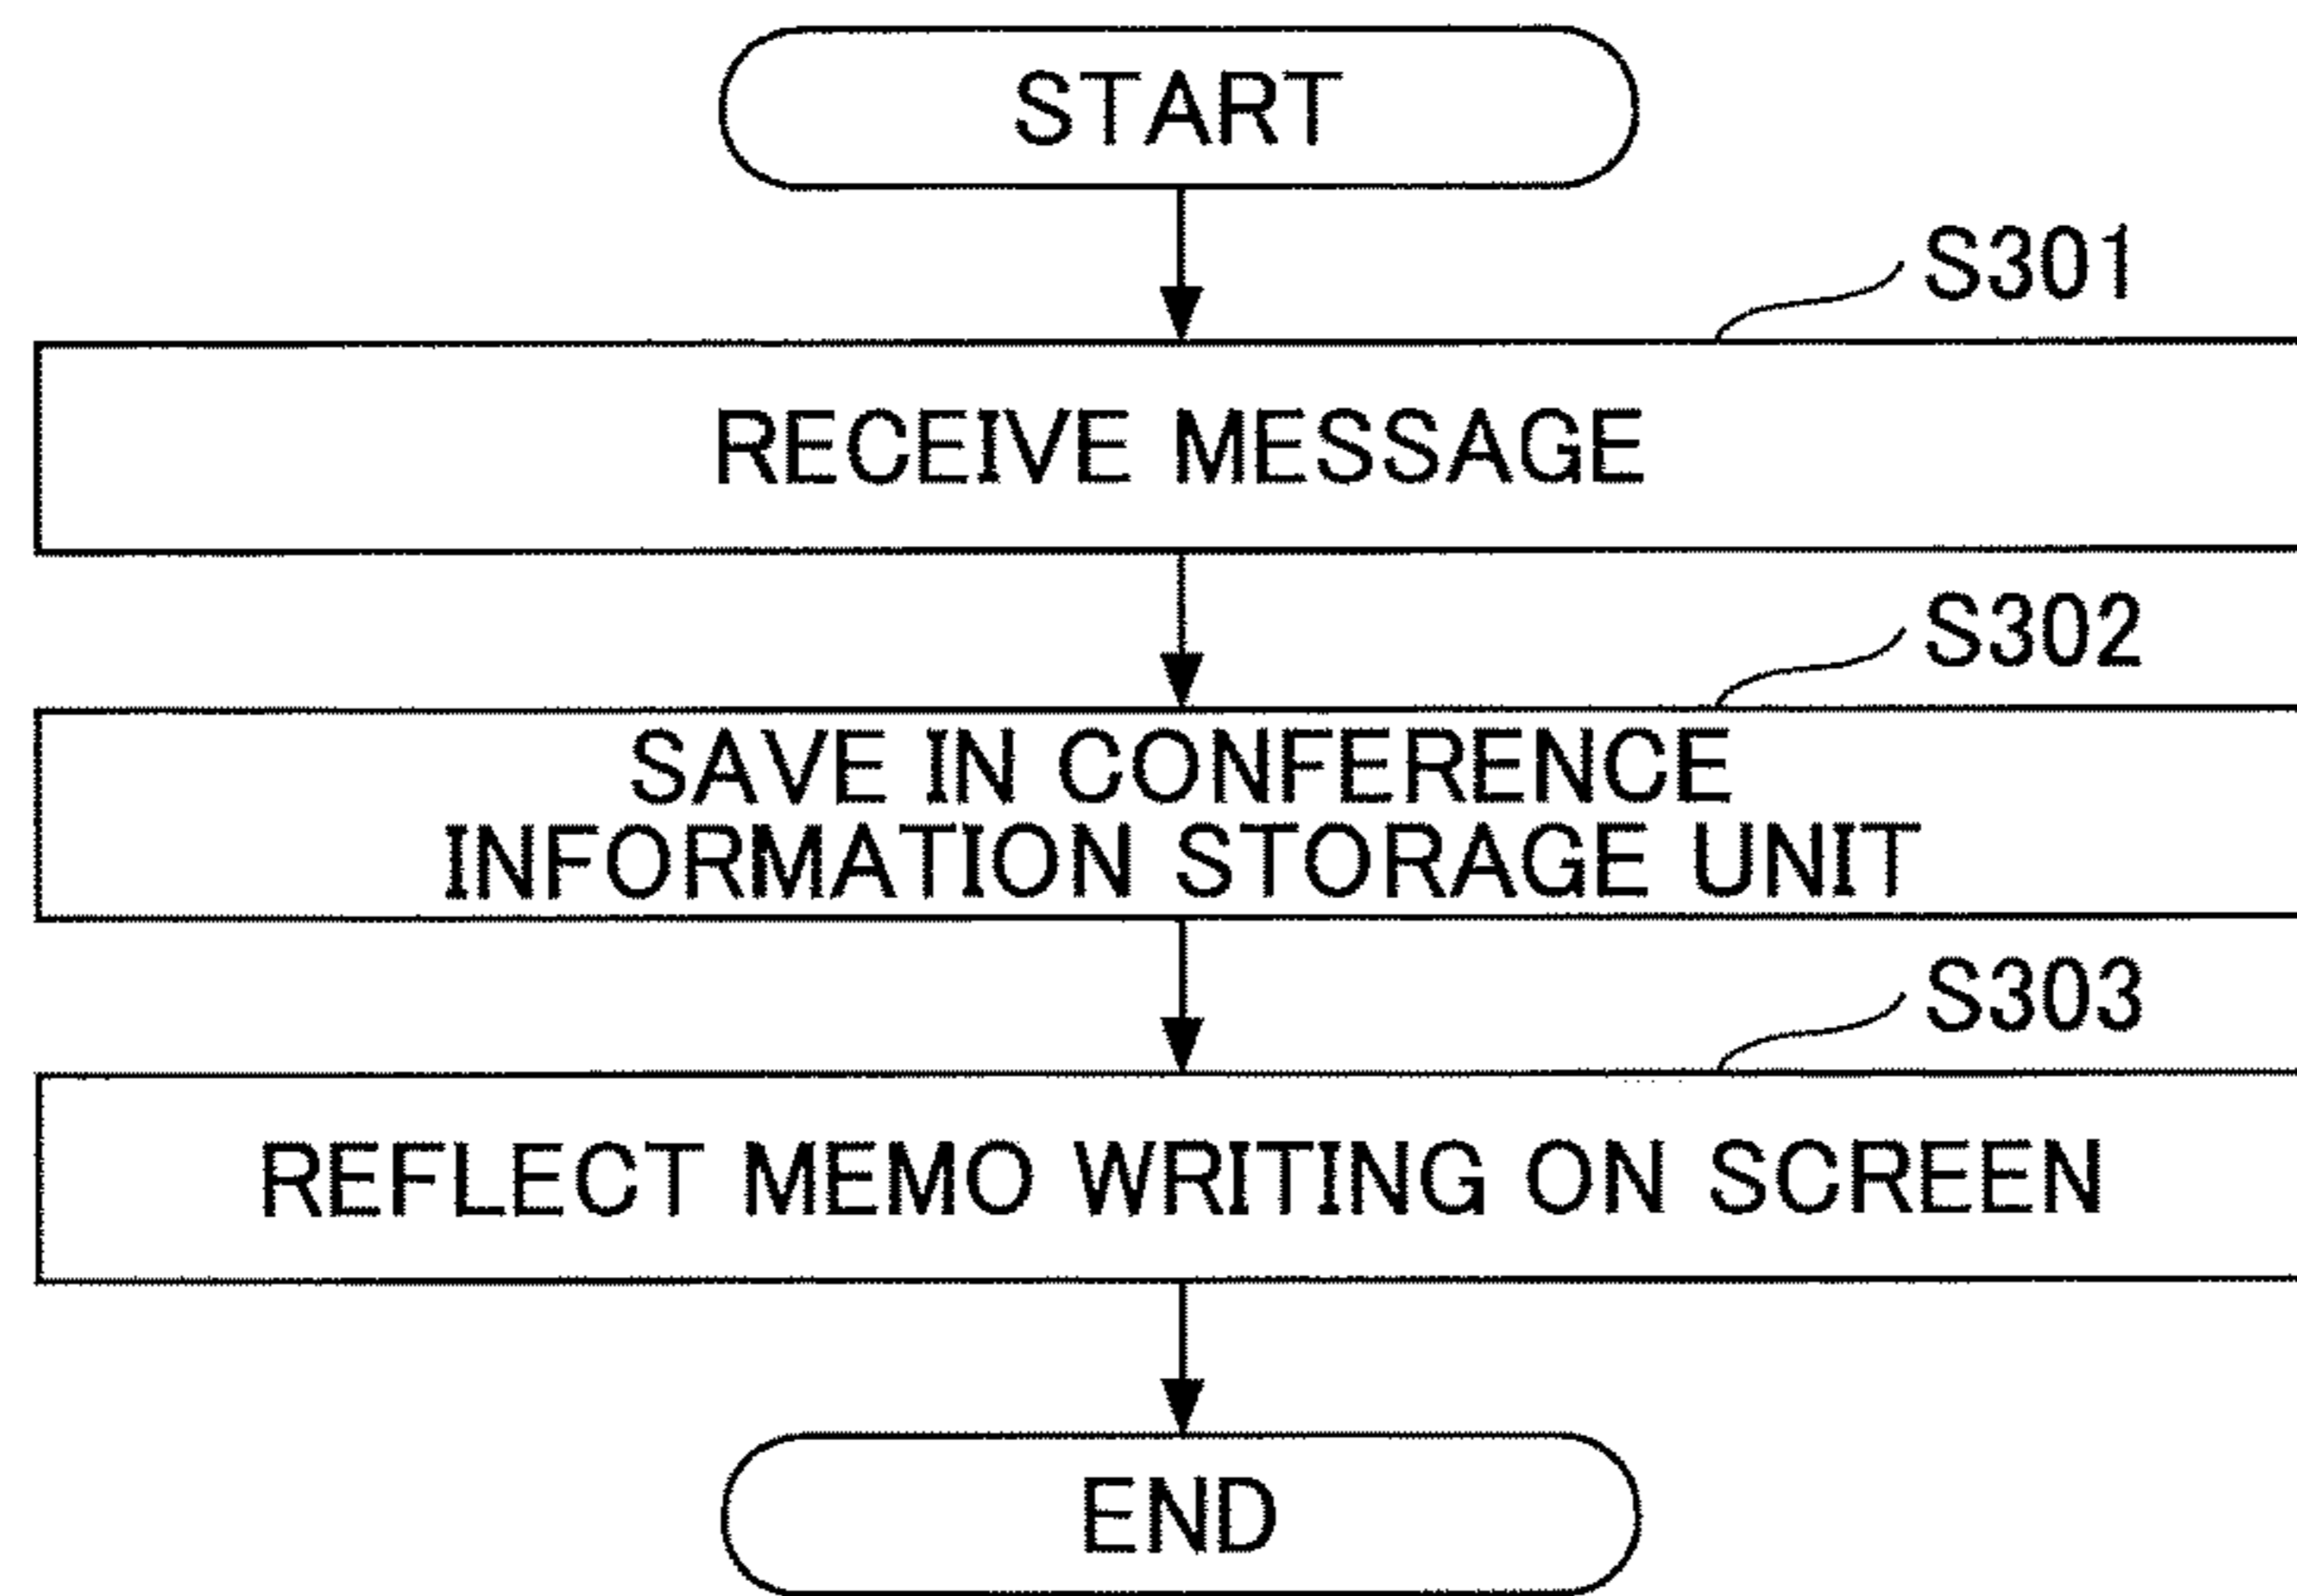 START
S301
RECEIVE MESSAGE
S302
SAVE IN CONFERENCE
INFORMATION STORAGE UNIT
S303
REFLECT MEMO WRITING ON SCREEN
END